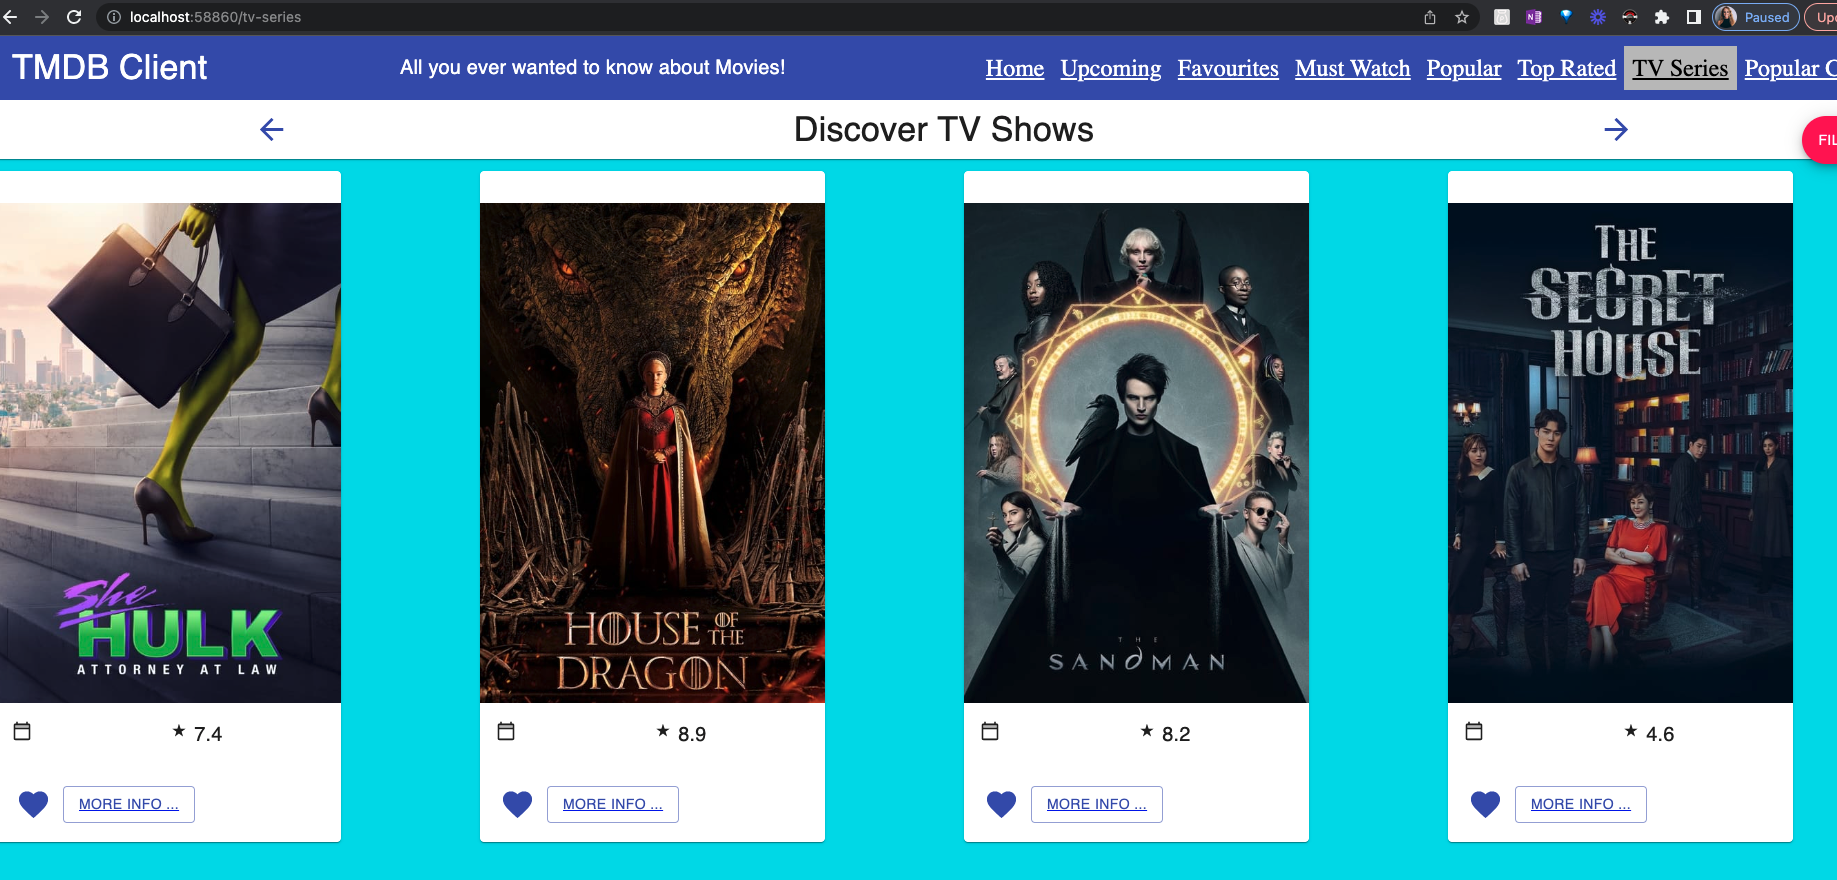 localhost:58860/tv-series
Paused
Upd
TMDB Client
All you ever wanted to know about Movies!
Home Upcoming Favourites Must Watch Popular Top Rated TV Series Popular C
Discover TV Shows
FIL
She
HULK
ATTORNEY AT LAW
HOUSE OF THE
DRAGON
THE
SANDMAN
THE
SECRET
HOUSE
7.4
8.9
8.2
4.6
MORE INFO ...
MORE INFO ...
MORE INFO ...
MORE INFO ...